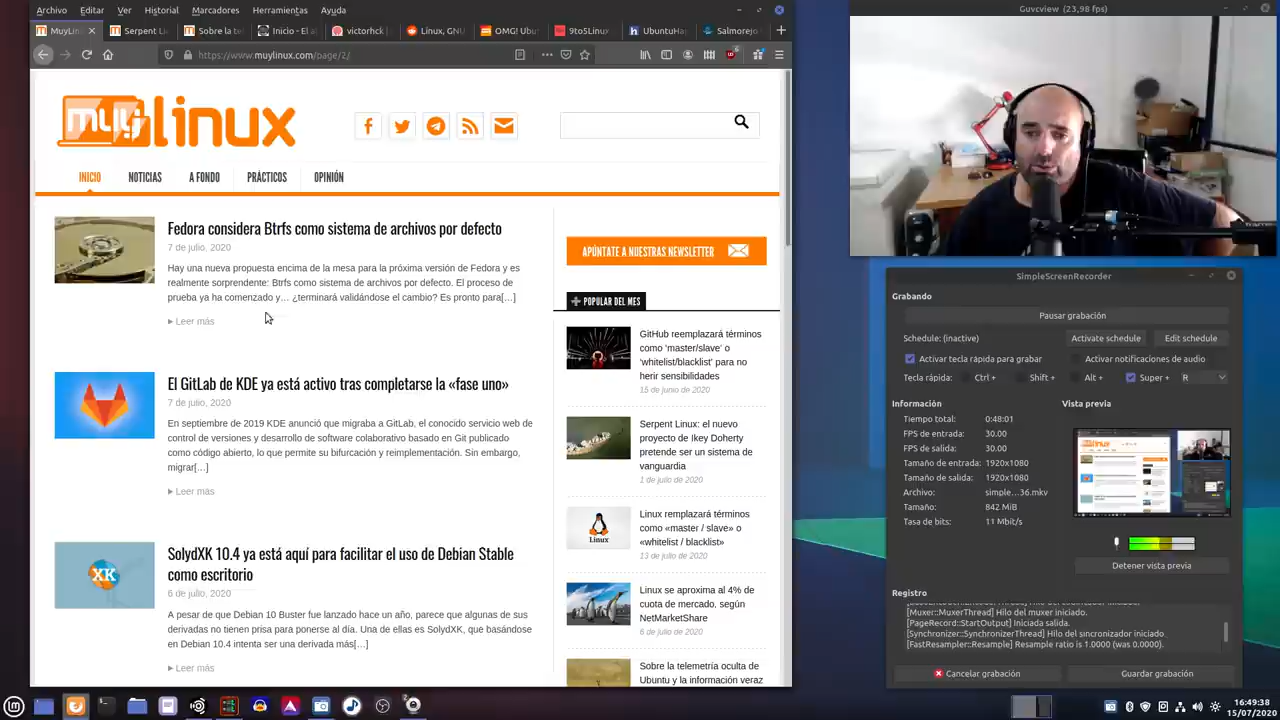 Archivo Editar Ver Historial Marcadores Herramientas Ayuda
MuyLin Serpent Li Sobre la te Inicio - El a victorhck | Linux, GN OMG! Ubu 9to5Linux UbuntuHa Salmorejo
https://www.muylinux.com/page/2/
muylinux
INICIO NOTICIAS A FONDO PRÁCTICOS OPINIÓN
Fedora considera Btrfs como sistema de archivos por defecto
7 de julio, 2020
Hay una nueva propuesta encima de la mesa para la próxima versión de Fedora y es
realmente sorprendente: Btrfs como sistema de archivos por defecto. El proceso de
prueba ya ha comenzado y… ¿terminará validándose el cambio? Es pronto para[…]
Leer más
El GitLab de KDE ya está activo tras completarse la «fase uno»
7 de julio, 2020
En septiembre de 2019 KDE anunció que migraba a GitLab, el conocido servicio web de
control de versiones y desarrollo de software colaborativo basado en Git publicado
como código abierto, lo que permite su bifurcación y reimplementación. Sin embargo,
migrar[…]
Leer más
XK
SolydXK 10.4 ya está aquí para facilitar el uso de Debian Stable
como escritorio
6 de julio, 2020
A pesar de que Debian 10 Buster fue lanzado hace un año, parece que algunas de sus
derivadas no tienen prisa para ponerse al día. Una de ellas es SolydXK, que basándose
en Debian 10.4 intenta ser una derivada más[…]
Leer más
APÚNTATE A NUESTRAS NEWSLETTER
POPULAR DEL MES
GitHub reemplazará términos
como 'master/slave' o
'whitelist/blacklist' para no
herir sensibilidades
15 de junio de 2020
Serpent Linux: el nuevo
proyecto de Ikey Doherty
pretende ser un sistema de
vanguardia
1 de julio de 2020
Linux
Linux remplazará términos
como «master / slave» o
«whitelist / blacklist»
13 de julio de 2020
Linux se aproxima al 4% de
cuota de mercado, según
NetMarketShare
6 de julio de 2020
Sobre la telemetría oculta de
Ubuntu y la información veraz
Guvcview (23,98 fps)
SimpleScreenRecorder
Grabando
Pausar grabación
Schedule: (inactive) Activate schedule Edit schedule
Activar tecla rápida para grabar Activar notificaciones de audio
Tecla rápida: Ctrl + Shift + Alt + Super + R
Información
Tiempo total: 0:48:01
FPS de entrada: 30.00
FPS de salida: 30.00
Tamaño de entrada: 1920x1080
Tamaño de salida: 1920x1080
Archivo: simple…36.mkv
Tamaño: 842 MiB
Tasa de bits: 11 Mbit/s
Vista previa
Detener vista previa
Registro
[Muxer::MuxerThread] Hilo del muxer iniciado.
[PageRecord::StartOutput] Iniciada salida.
[Synchronizer::SynchronizerThread] Hilo del sincronizador iniciado.
[FastResampler::Resample] Resample ratio is 1.0000 (was 0.0000).
Cancelar grabación Guardar grabación
16:49:38
15/07/2020